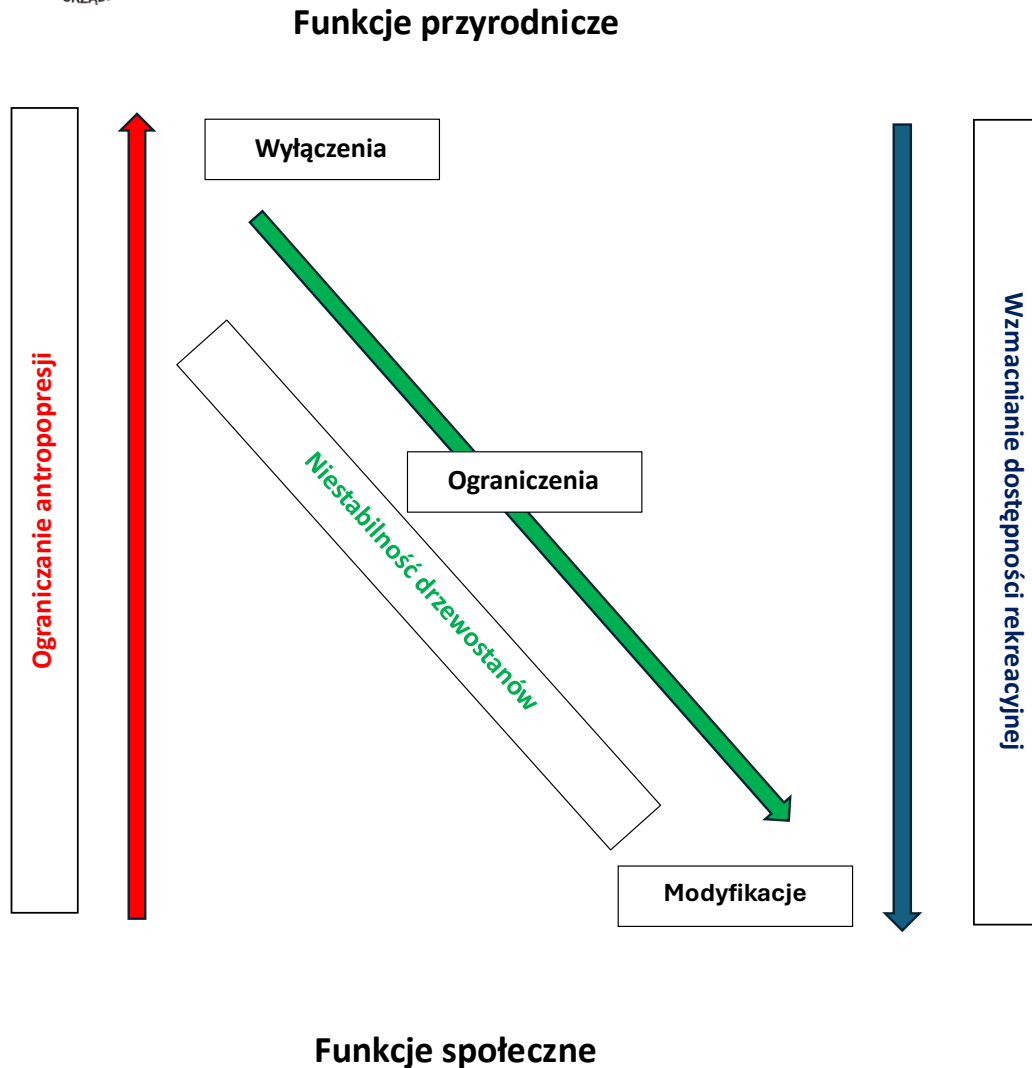 Funkcje przyrodnicze
Wyłączenia
Ograniczanie antropopresji
Wzmacnianie dostępności rekreacyjnej
Ograniczenia
Niestabilność drzewostanów
Modyfikacje
Funkcje społeczne